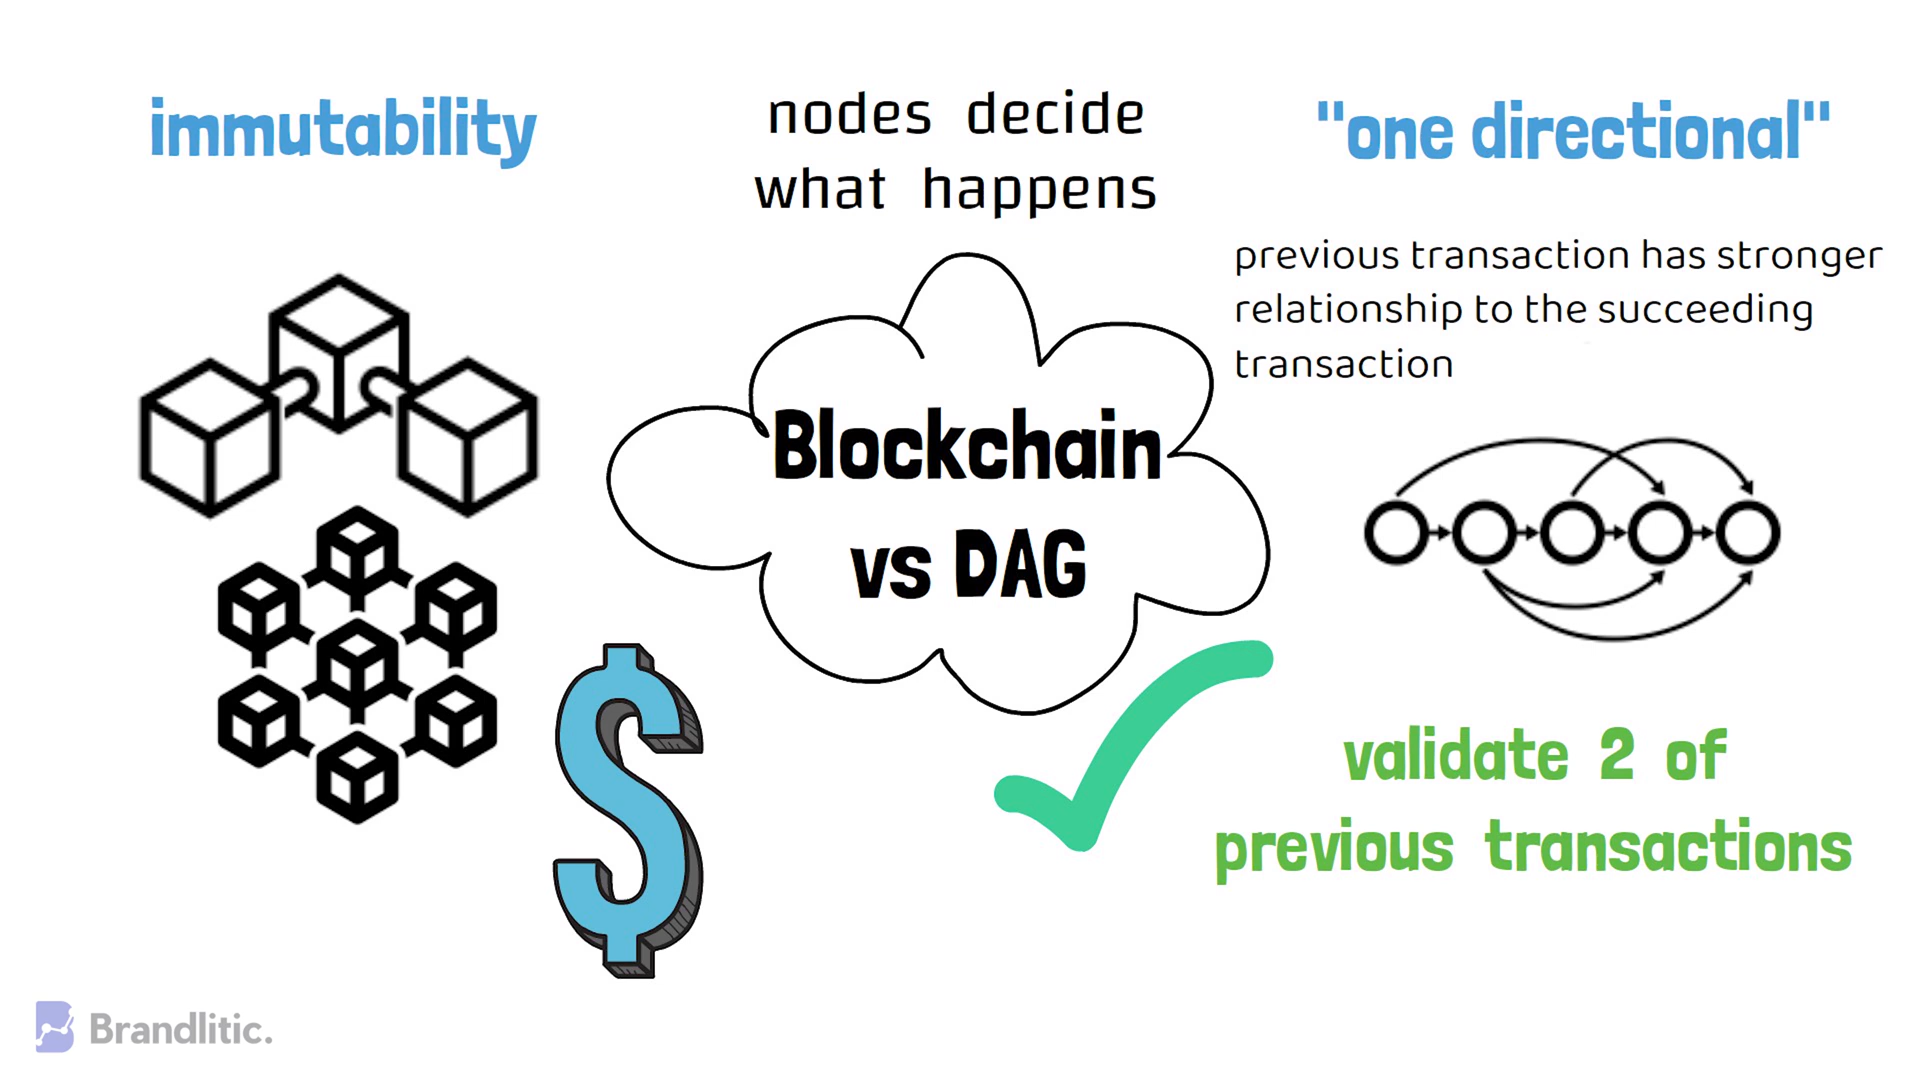 immutability
nodes decide
what happens
"one directional"
previous transaction has stronger
relationship to the succeeding
transaction
Blockchain
vs DAG
validate 2 of
previous transactions
Brandlitic.